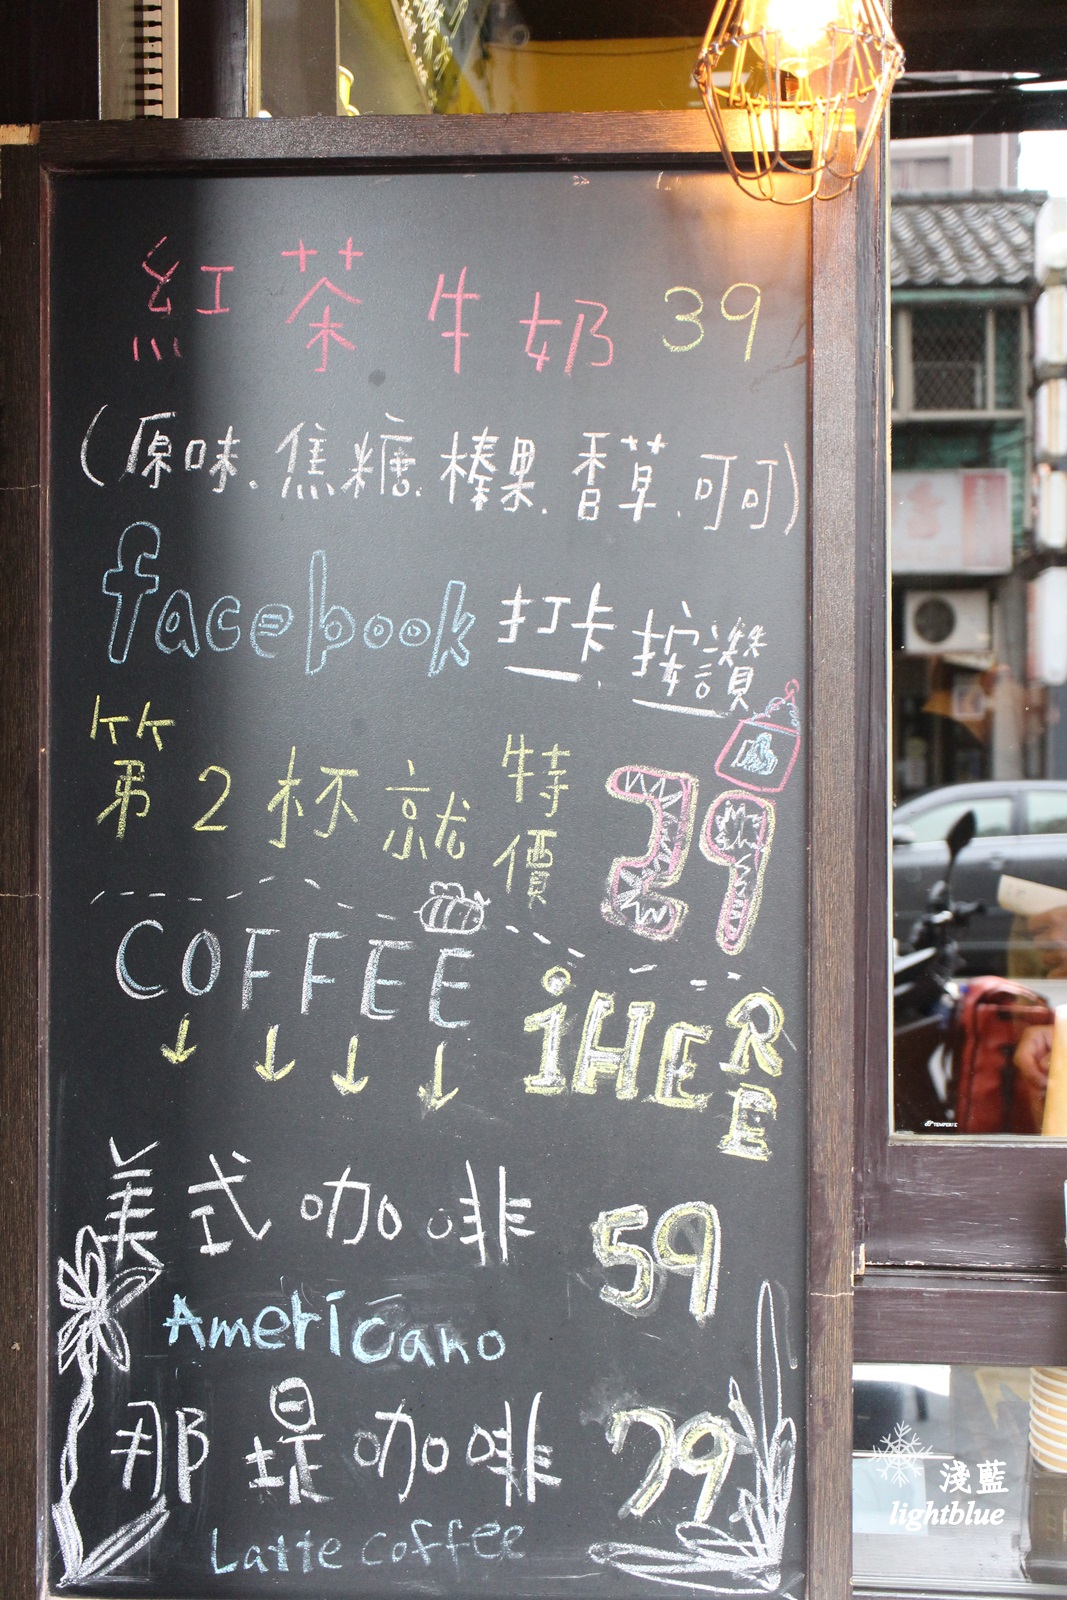 紅茶牛奶 39
(原味.焦糖.榛果.香草.可可)
facebook 打卡.按讚
第2杯就特價 29
COFFEE iHERE
美式咖啡 59
Americano
那堤咖啡 79
Latte coffee
淺藍
lightblue